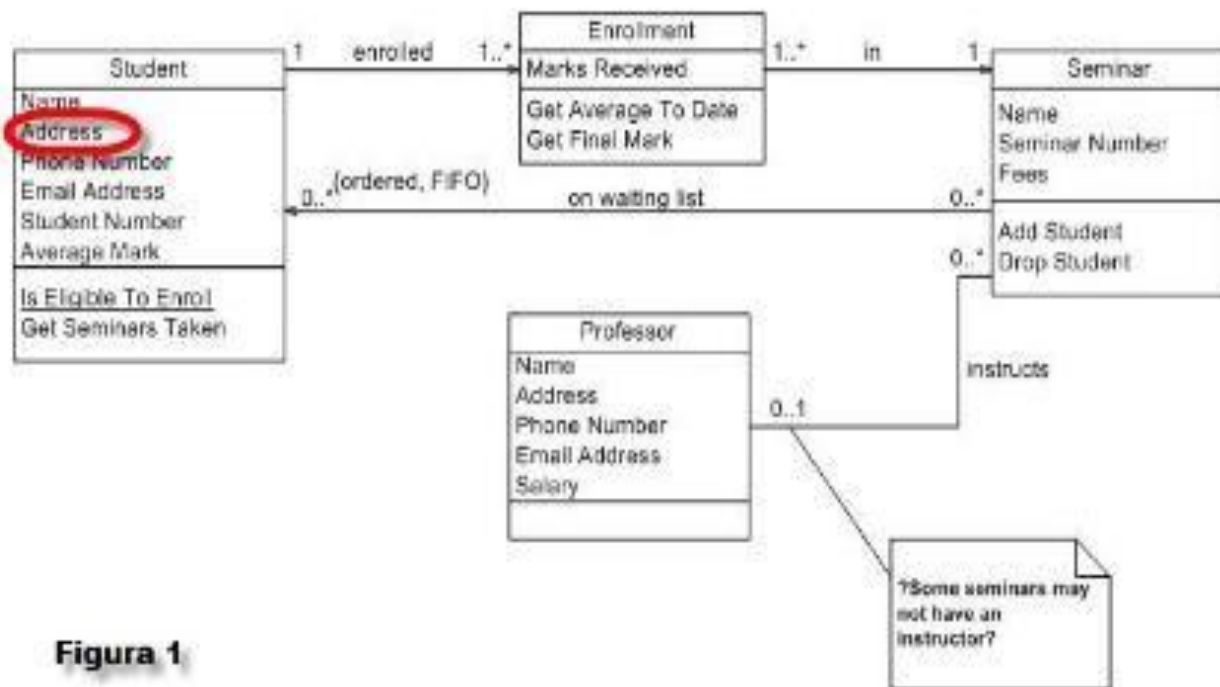 Student
Name
Address
Phone Number
Email Address
Student Number
Average Mark
Is Eligible To Enroll
Get Seminars Taken
1 enrolled 1..*
Enrollment
Marks Received
Get Average To Date
Get Final Mark
1..* in 1
Seminar
Name
Seminar Number
Fees
Add Student
Drop Student
0..* (ordered, FIFO) on waiting list 0..*
0..*
instructs
0..1
Professor
Name
Address
Phone Number
Email Address
Salary
?Some seminars may
not have an
instructor?
Figura 1